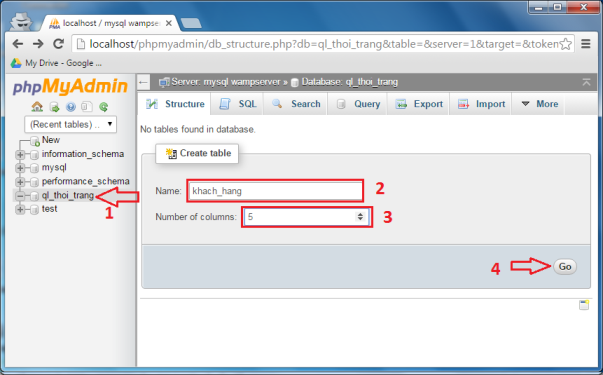 localhost / mysql wampser
localhost/phpmyadmin/db_structure.php?db=ql_thoi_trang&table=&server=1&target=&token
My Drive - Google ...
phpMyAdmin
(Recent tables) ..
New
information_schema
mysql
performance_schema
ql_thoi_trang
test
1
Server: mysql wampserver » Database: ql_thoi_trang
Structure SQL Search Query Export Import More
No tables found in database.
Create table
Name: khach_hang 2
Number of columns: 5 3
4 Go